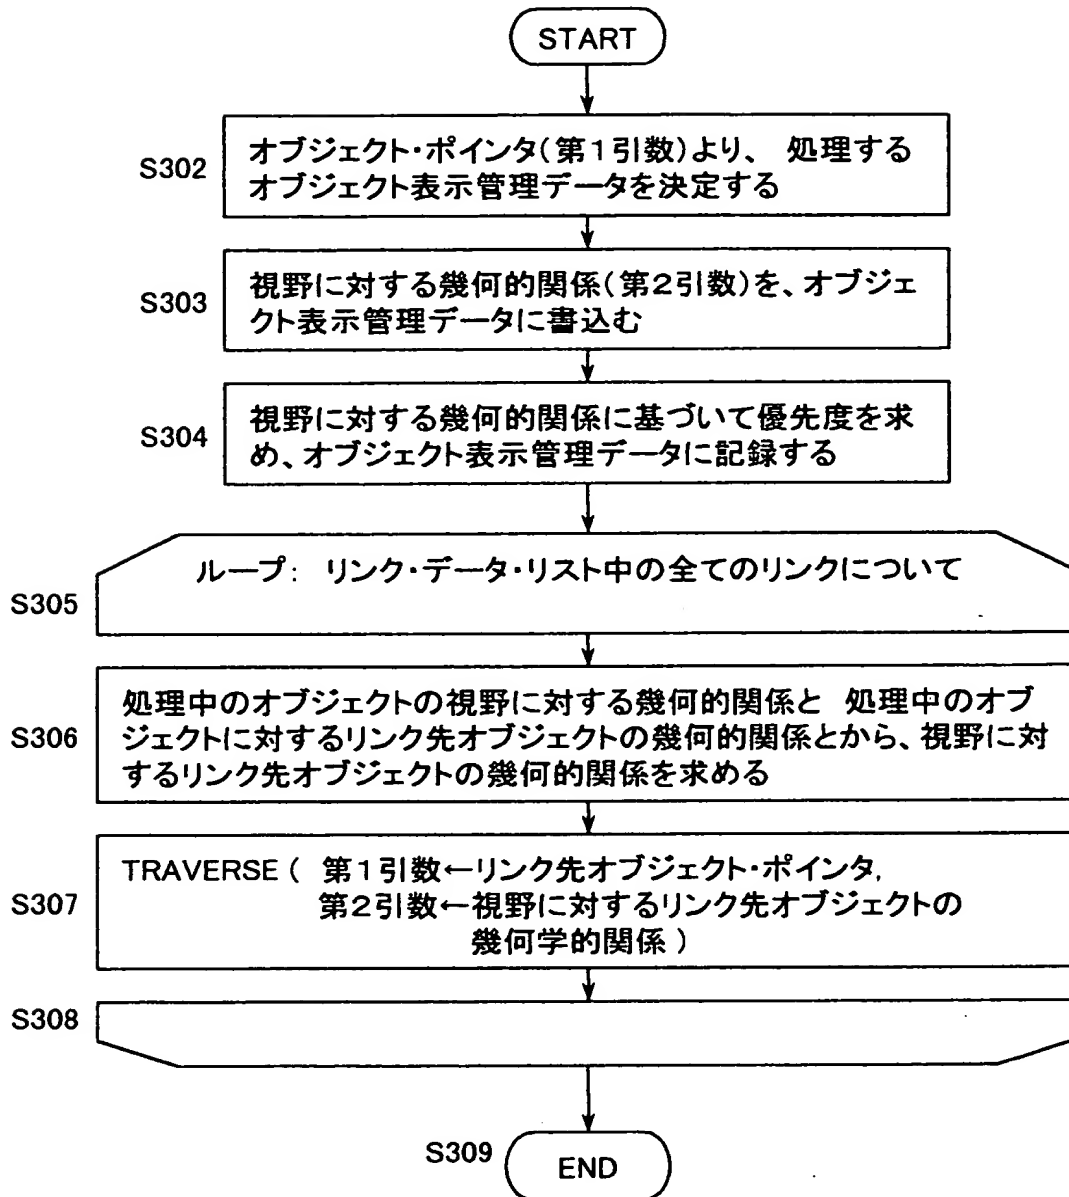 START
S302
オブジェクト・ポインタ(第1引数)より、 処理する
オブジェクト表示管理データを決定する
S303
視野に対する幾何的関係(第2引数)を、オブジェ
クト表示管理データに書込む
S304
視野に対する幾何的関係に基づいて優先度を求
め、オブジェクト表示管理データに記録する
ループ: リンク・データ・リスト中の全てのリンクについて
S305
処理中のオブジェクトの視野に対する幾何的関係と 処理中のオブ
S306
ジェクトに対するリンク先オブジェクトの幾何的関係とから、視野に対
するリンク先オブジェクトの幾何的関係を求める
TRAVERSE( 第1引数←リンク先オブジェクト・ポインタ,
S307
第2引数←視野に対するリンク先オブジェクトの
幾何学的関係)
S308
S309
END